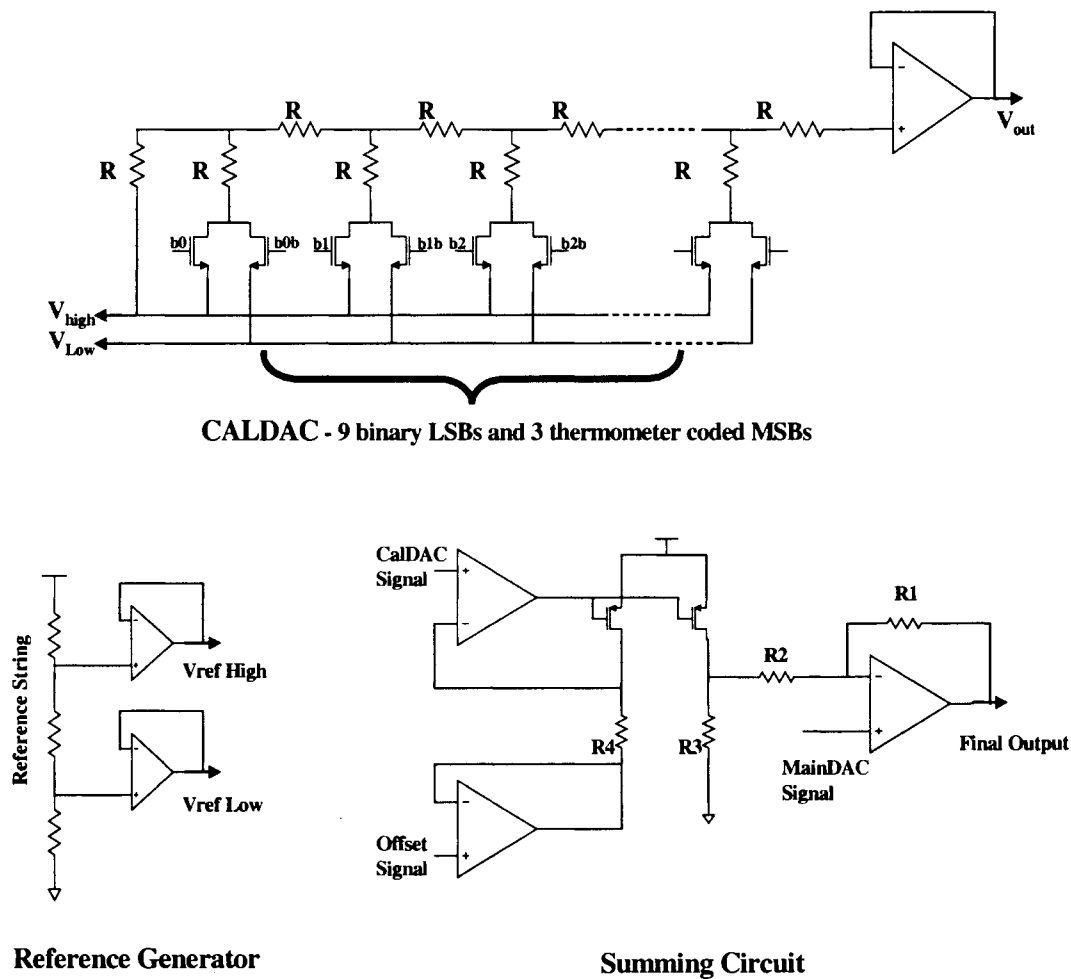 R R R R
V_out
R R R R R
b0 b0b b1 b1b b2 b2b
V_high
V_Low
CALDAC - 9 binary LSBs and 3 thermometer coded MSBs
Reference String
Vref High
Vref Low
Reference Generator
CalDAC
Signal
R1
R2
R4
R3
MainDAC
Signal
Final Output
Offset
Signal
Summing Circuit